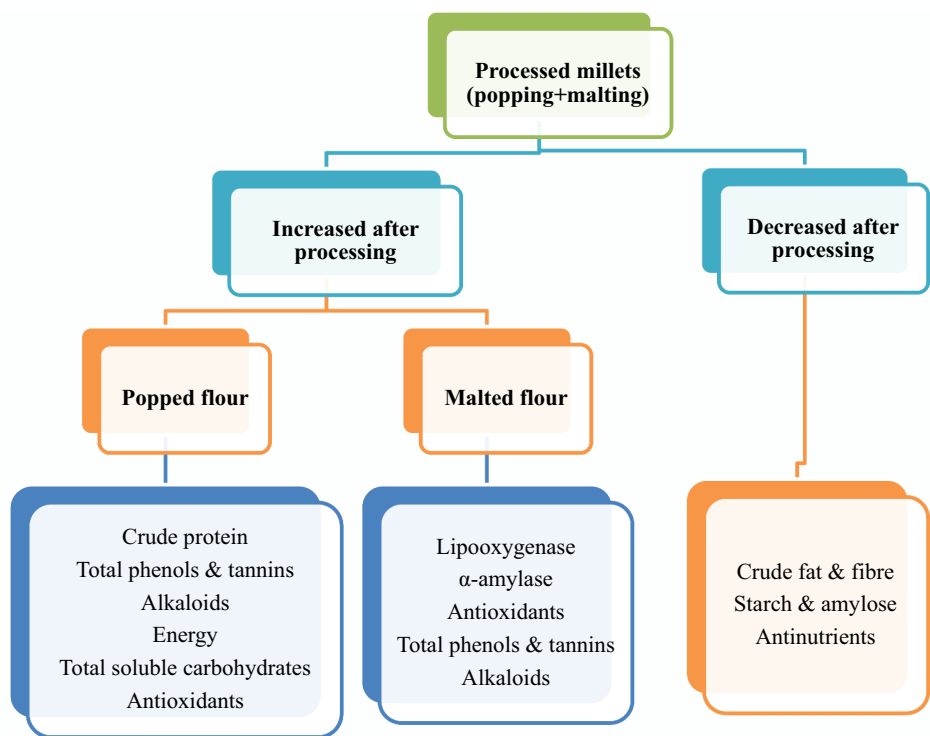 Processed millets
(popping+malting)
Increased after
processing
Decreased after
processing
Popped flour
Malted flour
Crude protein
Total phenols & tannins
Alkaloids
Energy
Total soluble carbohydrates
Antioxidants
Lipooxygenase
α-amylase
Antioxidants
Total phenols & tannins
Alkaloids
Crude fat & fibre
Starch & amylose
Antinutrients